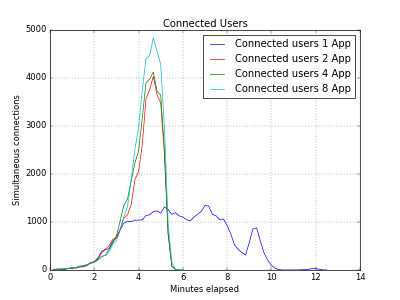 Connected Users
Connected users 1 App
Connected users 2 App
Connected users 4 App
Connected users 8 App
5000
4000
3000
2000
1000
0
Simultaneous connections
0 2 4 6 8 10 12 14
Minutes elapsed